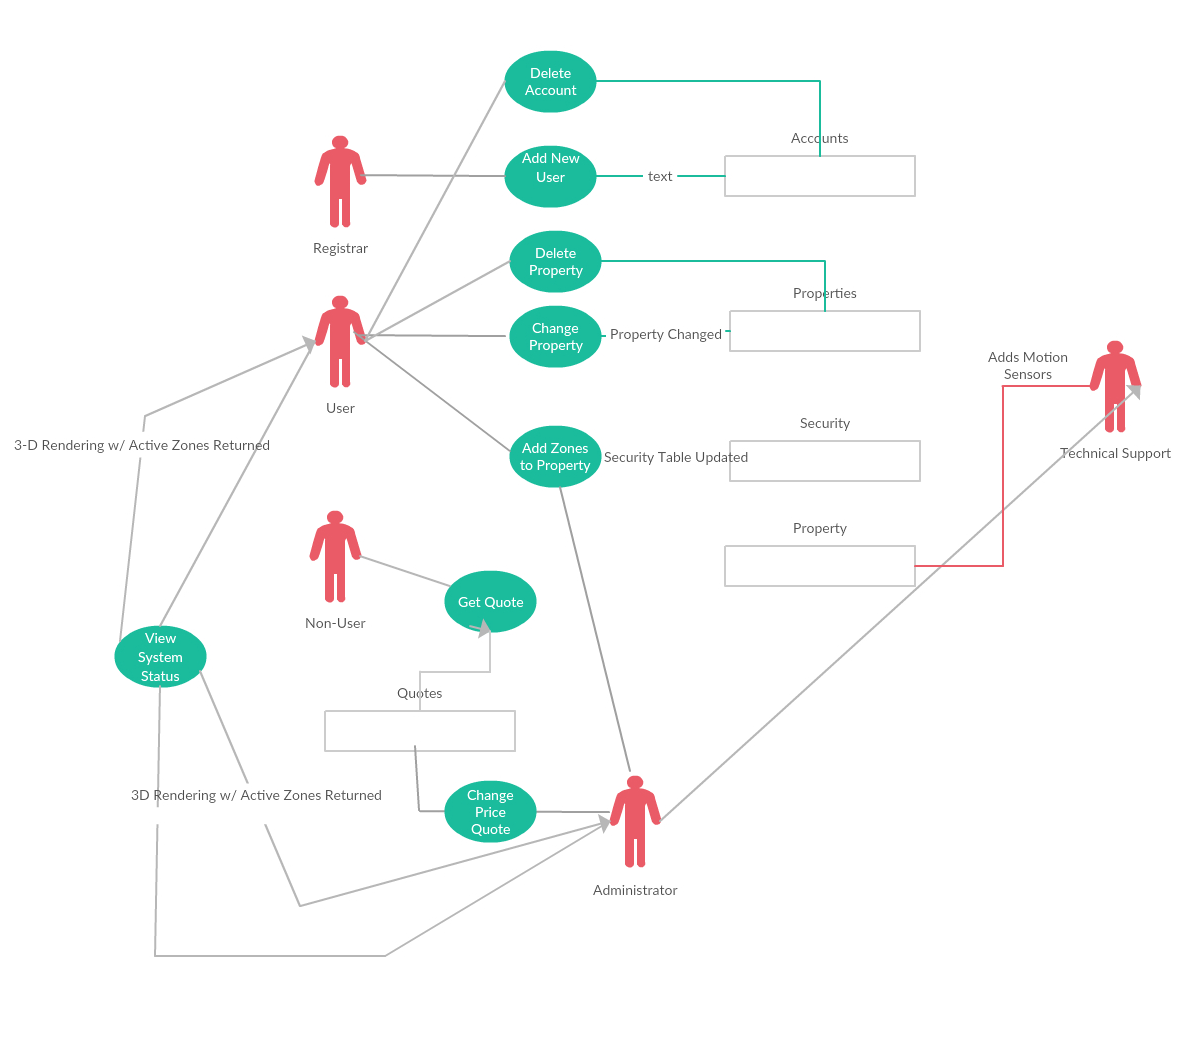 Delete
Account
Accounts
Add New
User
text
Registrar
Delete
Property
Properties
Change
Property
Property Changed
Adds Motion
Sensors
User
Security
3-D Rendering w/ Active Zones Returned
Add Zones
to Property
Security Table Updated
Technical Support
Property
Get Quote
Non-User
View
System
Status
Quotes
3D Rendering w/ Active Zones Returned
Change
Price
Quote
Administrator